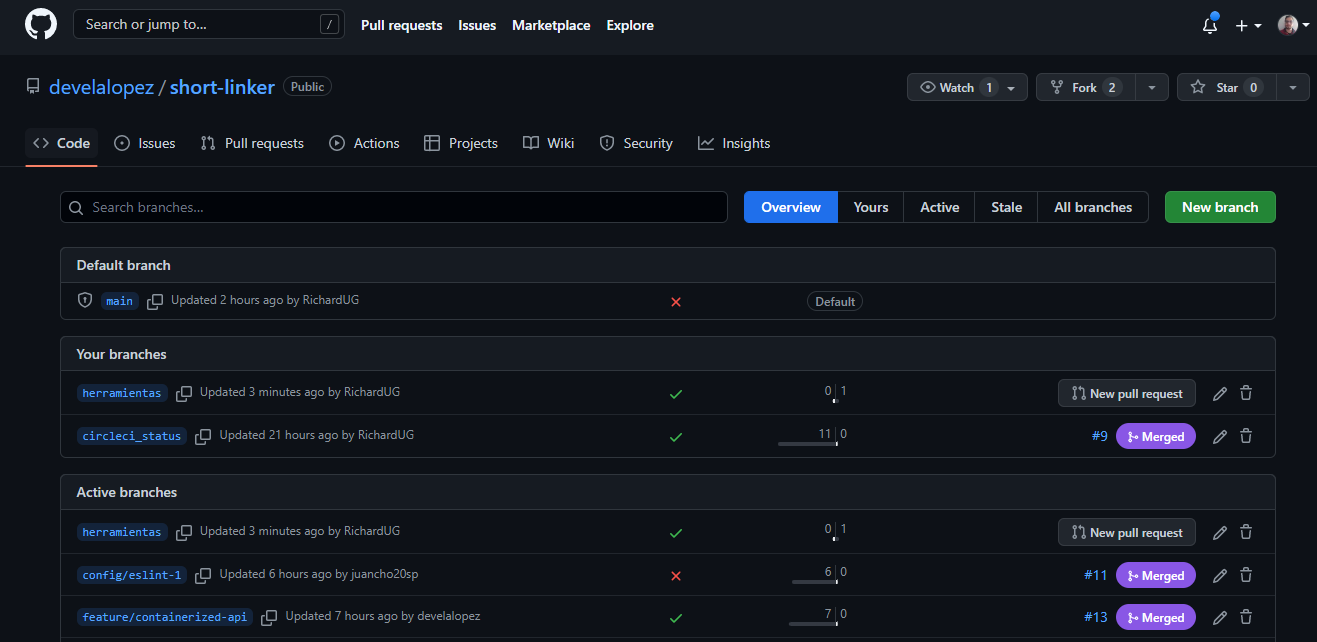 Search or jump to... / Pull requests Issues Marketplace Explore
develalopez / short-linker Public Watch 1 Fork 2 Star 0
Code Issues Pull requests Actions Projects Wiki Security Insights
Search branches... Overview Yours Active Stale All branches New branch
Default branch
main Updated 2 hours ago by RichardUG Default
Your branches
herramientas Updated 3 minutes ago by RichardUG 0 1 New pull request
circleci_status Updated 21 hours ago by RichardUG 11 0 #9 Merged
Active branches
herramientas Updated 3 minutes ago by RichardUG 0 1 New pull request
config/eslint-1 Updated 6 hours ago by juancho20sp 6 0 #11 Merged
feature/containerized-api Updated 7 hours ago by develalopez 7 0 #13 Merged